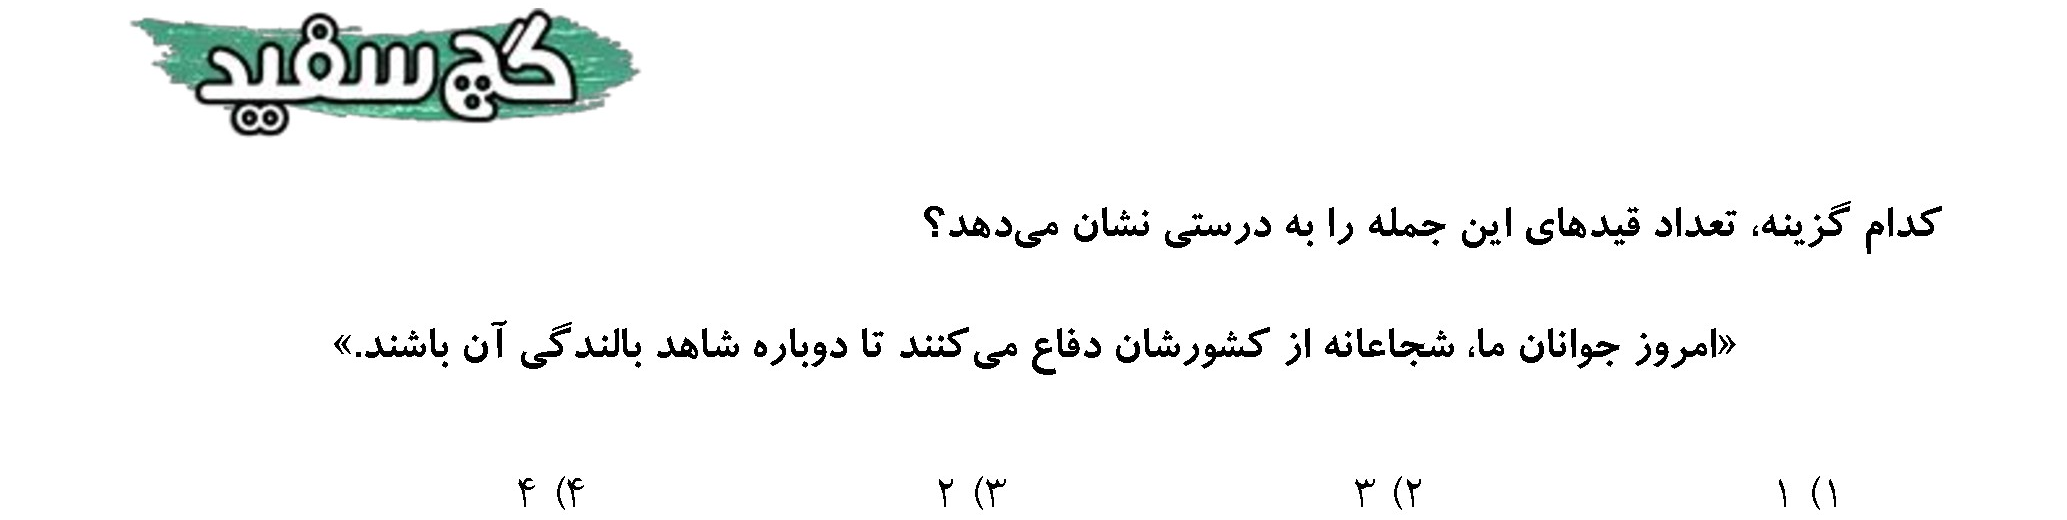 گچ سفید
کدام گزینه، تعداد قیدهای این جمله را به درستی نشان می‌دهد؟
«امروز جوانان ما، شجاعانه از کشورشان دفاع می‌کنند تا دوباره شاهد بالندگی آن باشند.»
۱) ۱ ۲) ۳ ۳) ۲ ۴) ۴